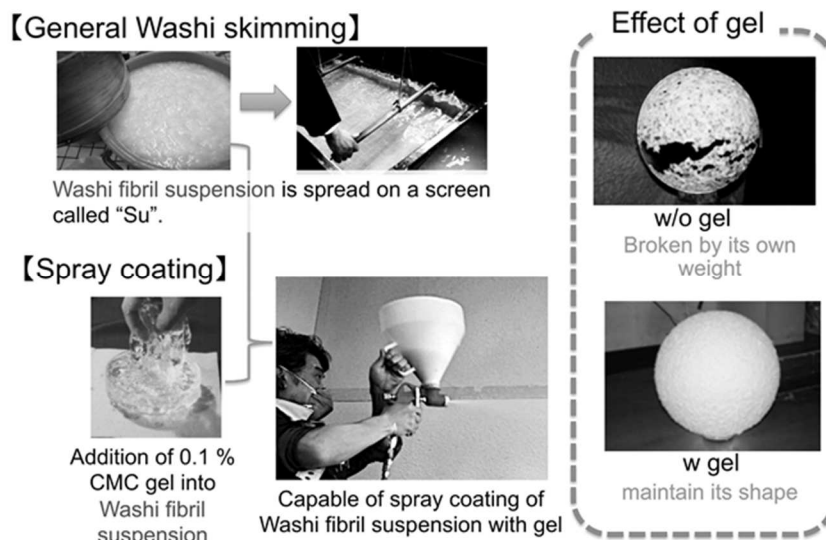 【General Washi skimming】
Washi fibril suspension is spread on a screen
called “Su”.
【Spray coating】
Addition of 0.1 %
CMC gel into
Washi fibril
suspension
Capable of spray coating of
Washi fibril suspension with gel
Effect of gel
w/o gel
Broken by its own
weight
w gel
maintain its shape